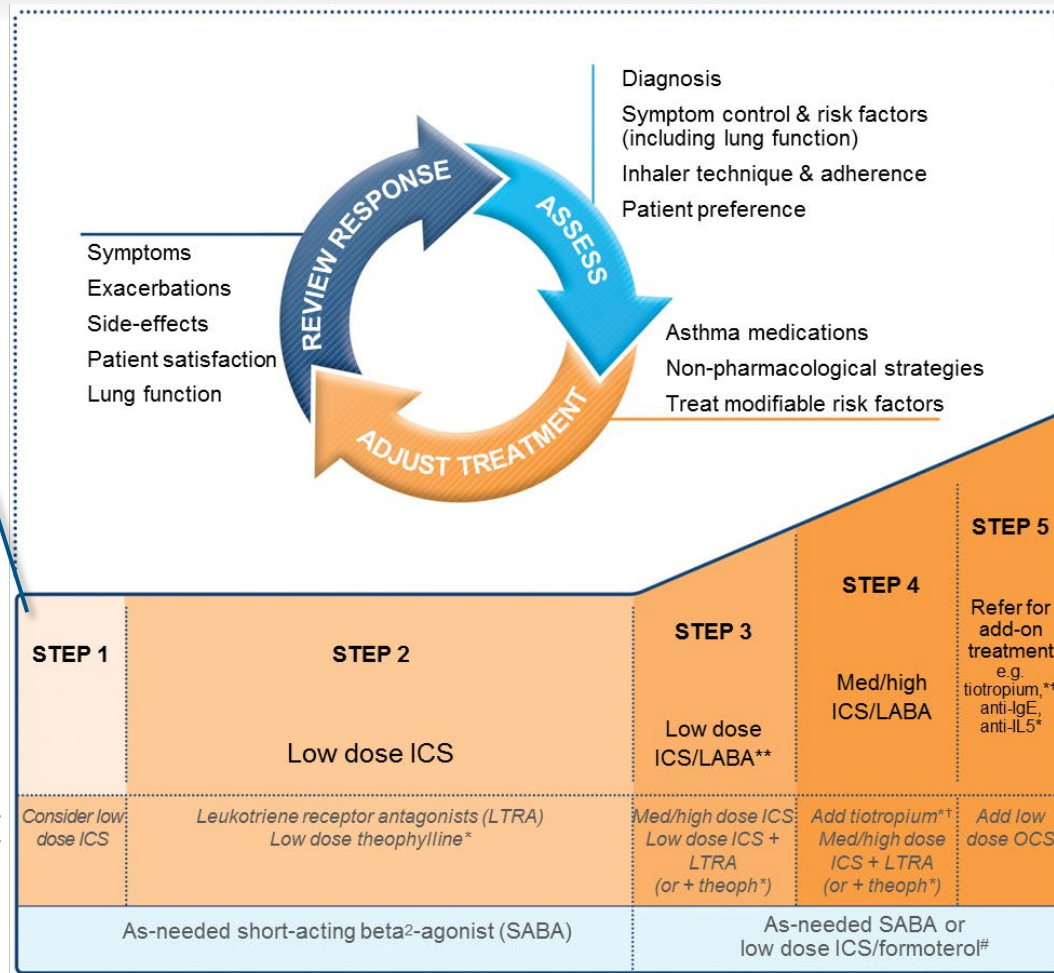 Diagnosis
Symptom control & risk factors
(including lung function)
Inhaler technique & adherence
Patient preference
REVIEW RESPONSE
ASSESS
ADJUST TREATMENT
Symptoms
Exacerbations
Side-effects
Patient satisfaction
Lung function
Asthma medications
Non-pharmacological strategies
Treat modifiable risk factors
STEP 1
STEP 2
Low dose ICS
STEP 3
Low dose
ICS/LABA**
STEP 4
Med/high
ICS/LABA
STEP 5
Refer for
add-on
treatment
e.g.
tiotropium,*†
anti-IgE,
anti-IL5*
Consider low
dose ICS
Leukotriene receptor antagonists (LTRA)
Low dose theophylline*
Med/high dose ICS
Low dose ICS +
LTRA
(or + theoph*)
Add tiotropium*†
Med/high dose
ICS + LTRA
(or + theoph*)
Add low
dose OCS
As-needed short-acting beta2-agonist (SABA)
As-needed SABA or
low dose ICS/formoterol#